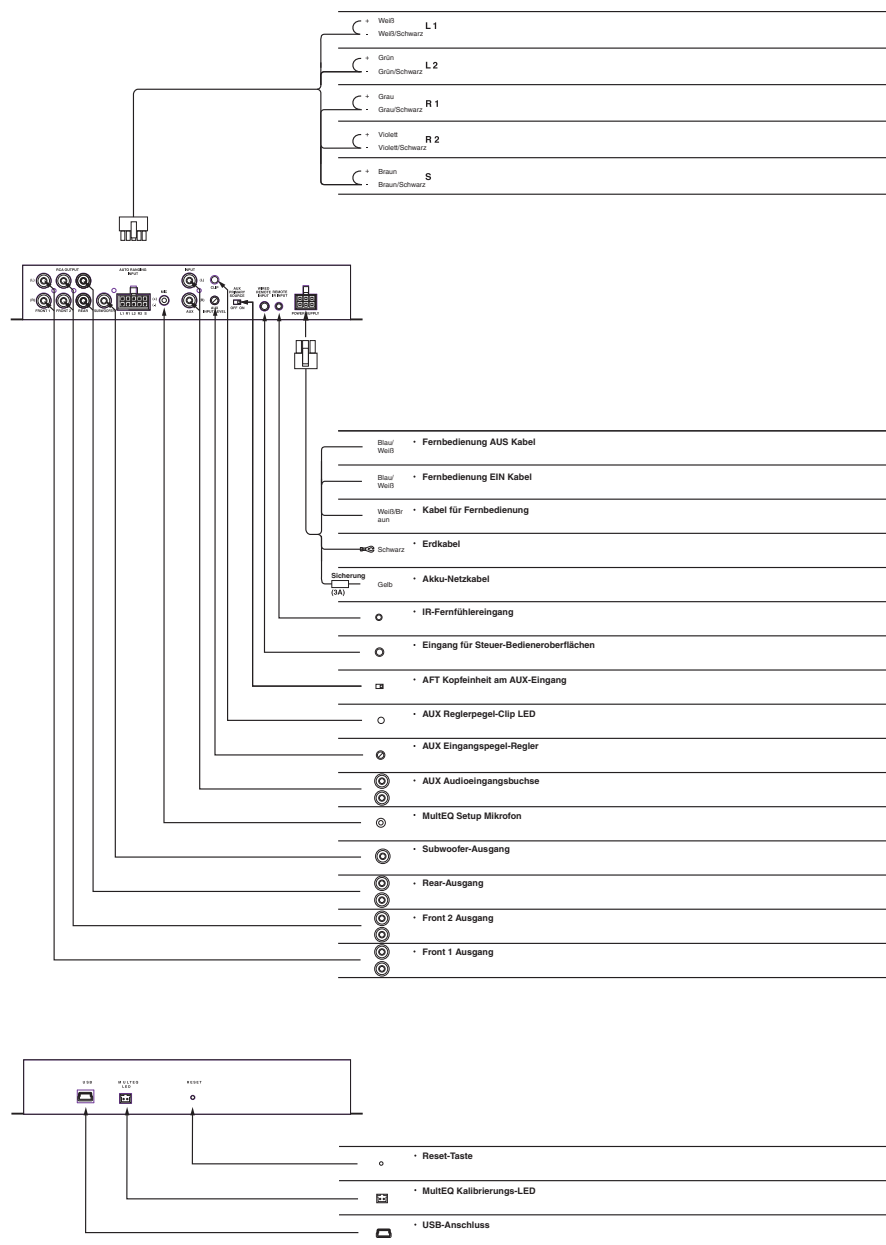 + Weiß
- Weiß/Schwarz
L 1
+ Grün
- Grün/Schwarz
L 2
+ Grau
- Grau/Schwarz
R 1
+ Violett
- Violett/Schwarz
R 2
+ Braun
- Braun/Schwarz
S
RCA OUTPUT
AUTO RANGING
INPUT
INPUT
(L)
(R)
FRONT 1
FRONT 2
REAR
L1 R1 L2 R2 S
MIC
(L)
(R)
AUX
CLIP
AUX
INPUT LEVEL
AUX
PRIMARY
SOURCE
OFF ON
WIRED
REMOTE
INPUT
REMOTE
IR INPUT
POWER SUPPLY
Blau/
Weiß
• Fernbedienung AUS Kabel
Blau/
Weiß
• Fernbedienung EIN Kabel
Weiß/Br
aun
• Kabel für Fernbedienung
Schwarz
• Erdkabel
Sicherung
(3A)
Gelb
• Akku-Netzkabel
• IR-Fernfühlereingang
• Eingang für Steuer-Bedieneroberflächen
• AFT Kopfeinheit am AUX-Eingang
• AUX Reglerpegel-Clip LED
• AUX Eingangspegel-Regler
• AUX Audioeingangsbuchse
• MultEQ Setup Mikrofon
• Subwoofer-Ausgang
• Rear-Ausgang
• Front 2 Ausgang
• Front 1 Ausgang
USB
MULTEQ
LED
RESET
• Reset-Taste
• MultEQ Kalibrierungs-LED
• USB-Anschluss